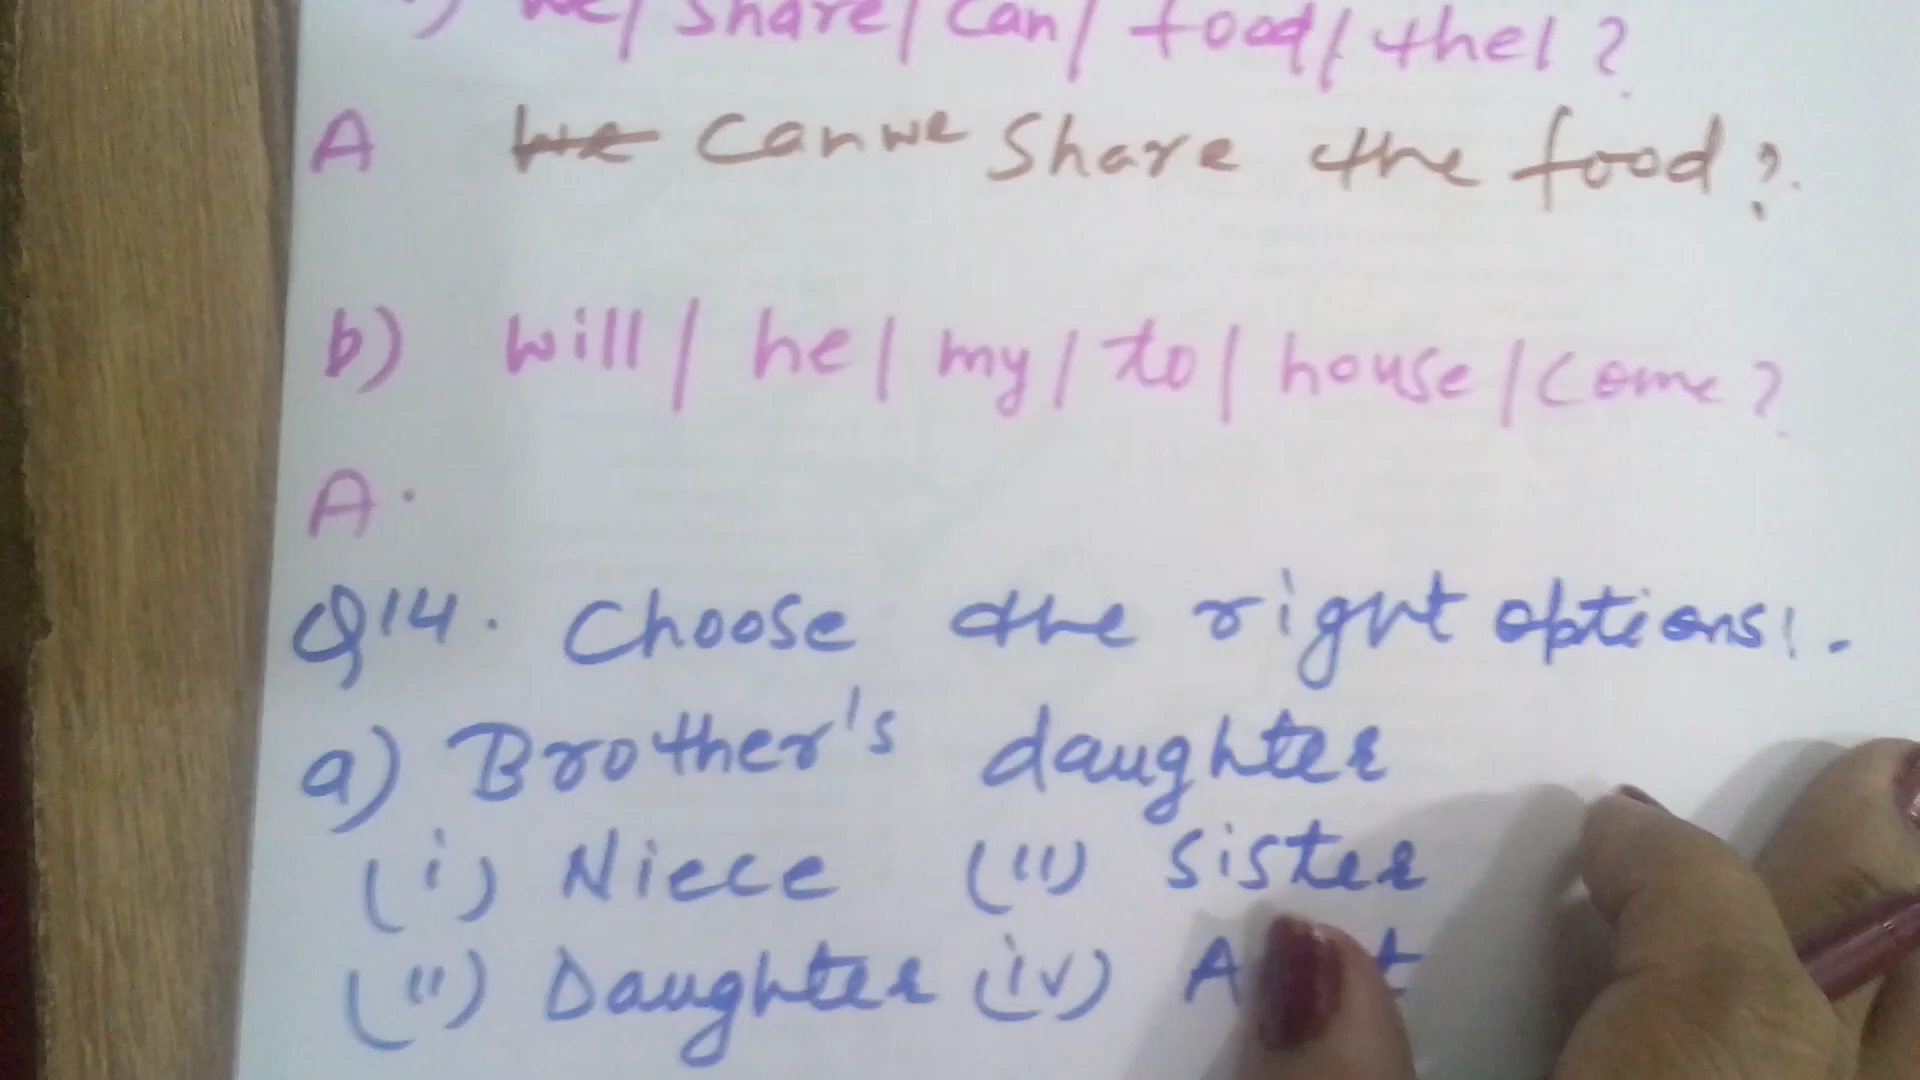 we/ share/ can/ food/ the/ ?
A Can we Share the food?
b) will/ he/ my/ to/ house/ come?
A.
Q14. Choose the right options:-
a) Brother's daughter
(i) Niece (ii) Sister
(ii) Daughter (iv)